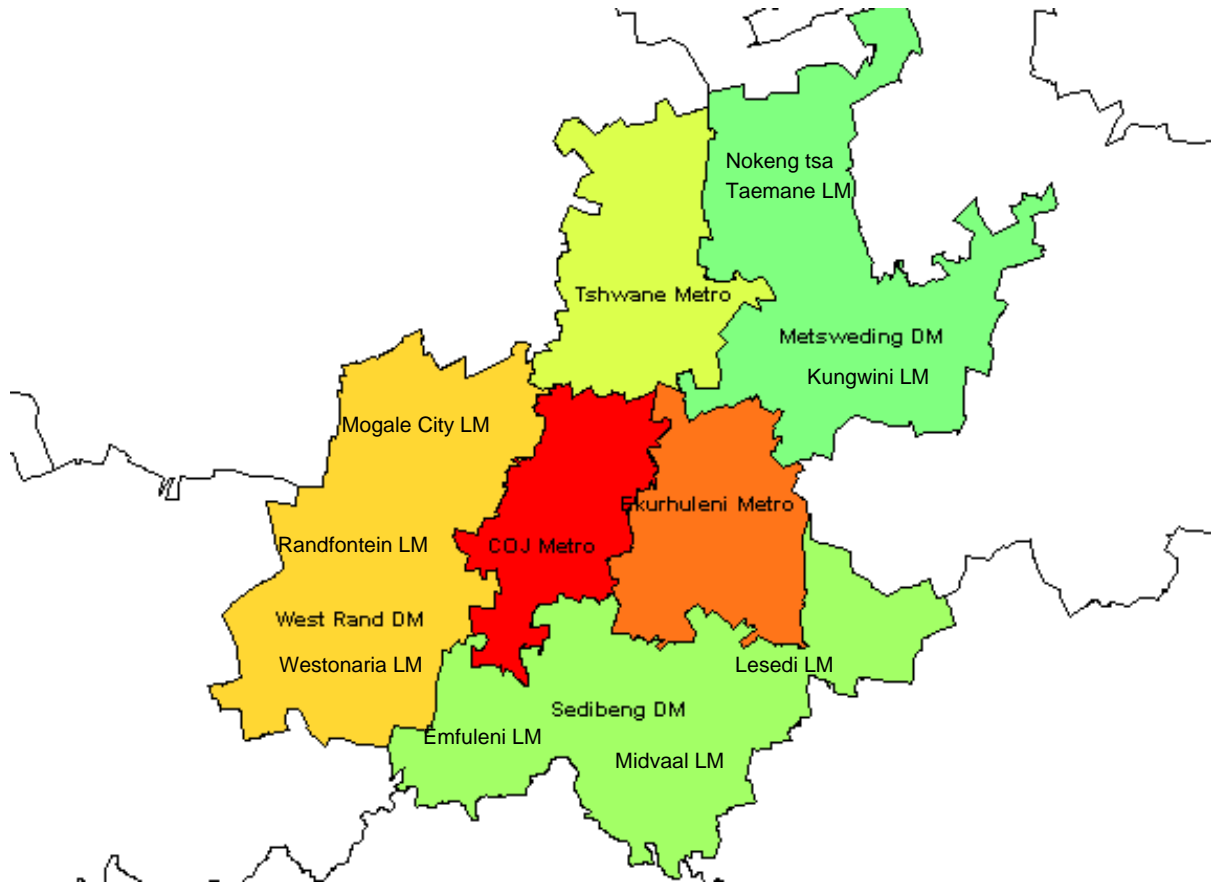 Nokeng tsa
Taemane LM
Tshwane Metro
Metsweding DM
Kungwini LM
Mogale City LM
Ekurhuleni Metro
Randfontein LM
COJ Metro
West Rand DM
Westonaria LM
Lesedi LM
Sedibeng DM
Emfuleni LM
Midvaal LM